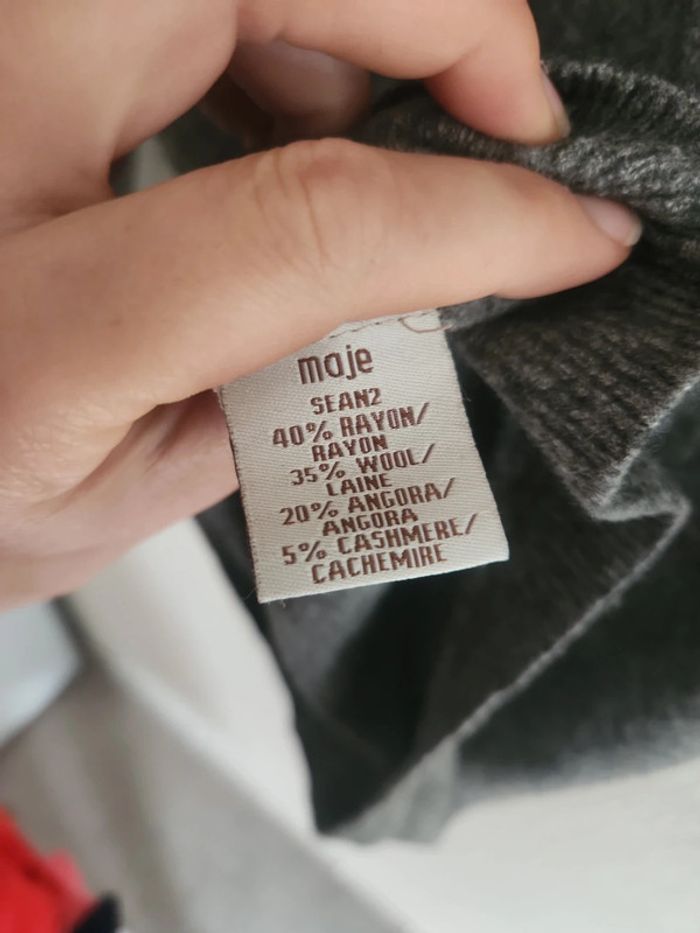 maje
SEAN2
40% RAYON/
RAYON
35% WOOL/
LAINE
20% ANGORA/
ANGORA
5% CASHMERE/
CACHEMIRE